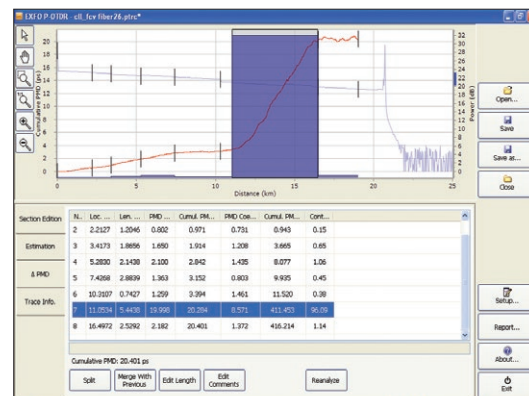 EXFO P-OTDR - cll_fcv fiber26.ptrc*
Cumulative PMD (ps)
20
18
16
14
12
10
8
6
4
2
0
32
30
28
26
24
22
20
18
16
14
12
10
8
6
4
2
0
Power (dB)
0 5 10 15 20 25
Distance (km)
Open...
Save
Save as...
Close
Setup...
Report...
About...
Exit
Section Edition
Estimation
Δ PMD
Trace Info.
N.. Loc. ... Len. ... PMD ... Cumul. PM... PMD Coe... Cumul. PM... Cont...
2 2.2127 1.2046 0.802 0.971 0.731 0.943 0.15
3 3.4173 1.8656 1.650 1.914 1.208 3.665 0.65
4 5.2830 2.1438 2.100 2.842 1.435 8.077 1.06
5 7.4268 2.8839 1.363 3.152 0.803 9.935 0.45
6 10.3107 0.7427 1.259 3.394 1.461 11.520 0.38
7 11.0534 5.4438 19.998 20.284 8.571 411.453 96.09
8 16.4972 2.5292 2.182 20.401 1.372 416.214 1.14
Cumulative PMD: 20.401 ps
Split
Merge With Previous
Edit Length
Edit Comments
Reanalyze